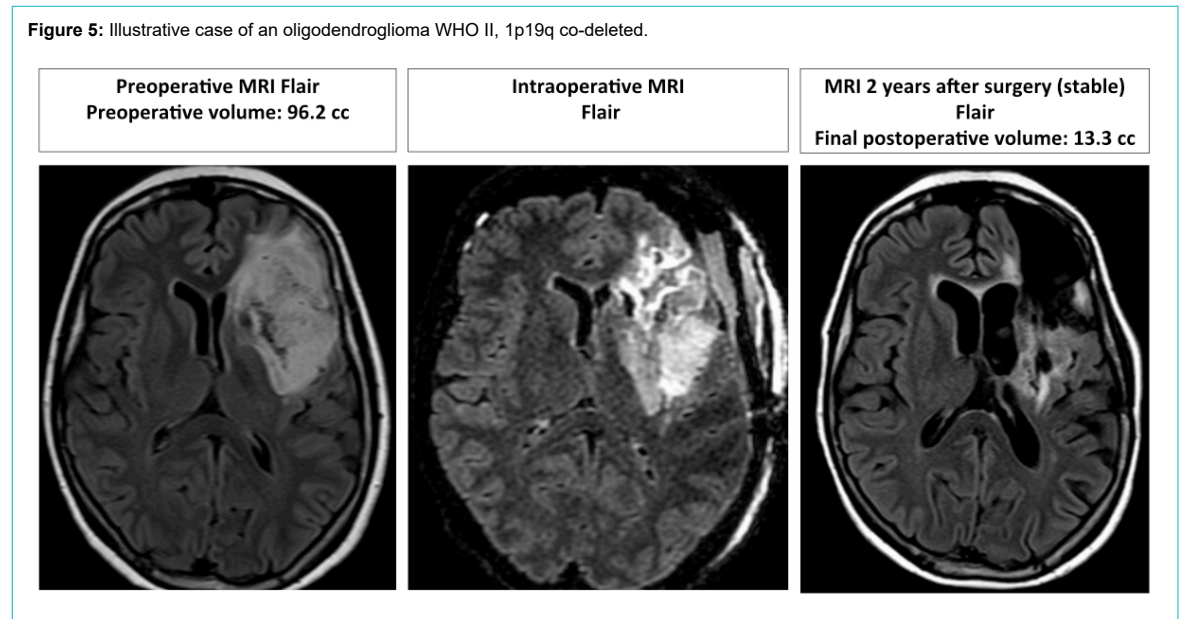 Figure 5: Illustrative case of an oligodendroglioma WHO II, 1p19q co-deleted.
Preoperative MRI Flair
Preoperative volume: 96.2 cc
Intraoperative MRI
Flair
MRI 2 years after surgery (stable)
Flair
Final postoperative volume: 13.3 cc